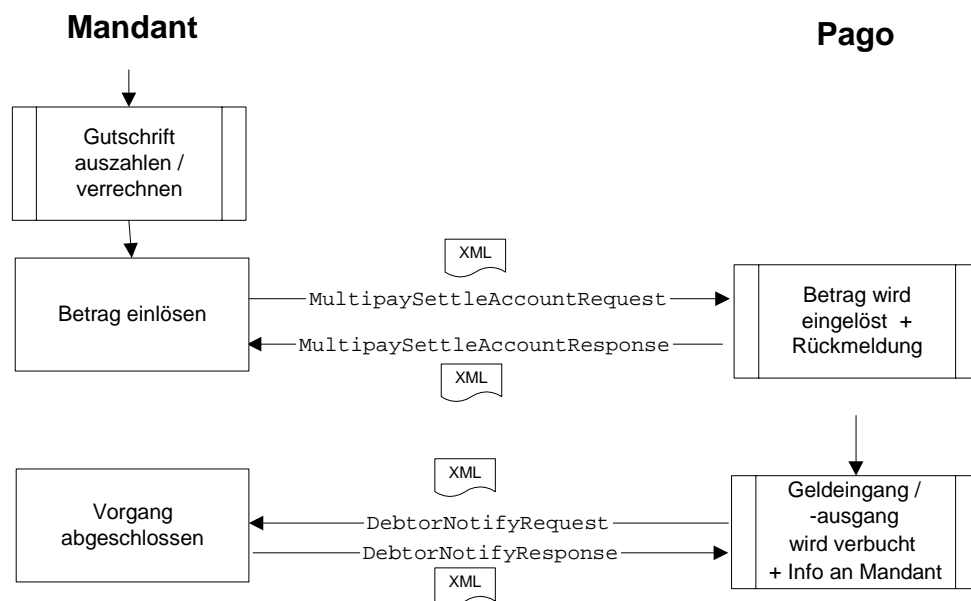 Mandant
Pago
Gutschrift
auszahlen /
verrechnen
XML
Betrag einlösen
MultipaySettleAccountRequest
MultipaySettleAccountResponse
XML
Betrag wird
eingelöst +
Rückmeldung
XML
Vorgang
abgeschlossen
DebtorNotifyRequest
DebtorNotifyResponse
XML
Geldeingang /
-ausgang
wird verbucht
+ Info an Mandant